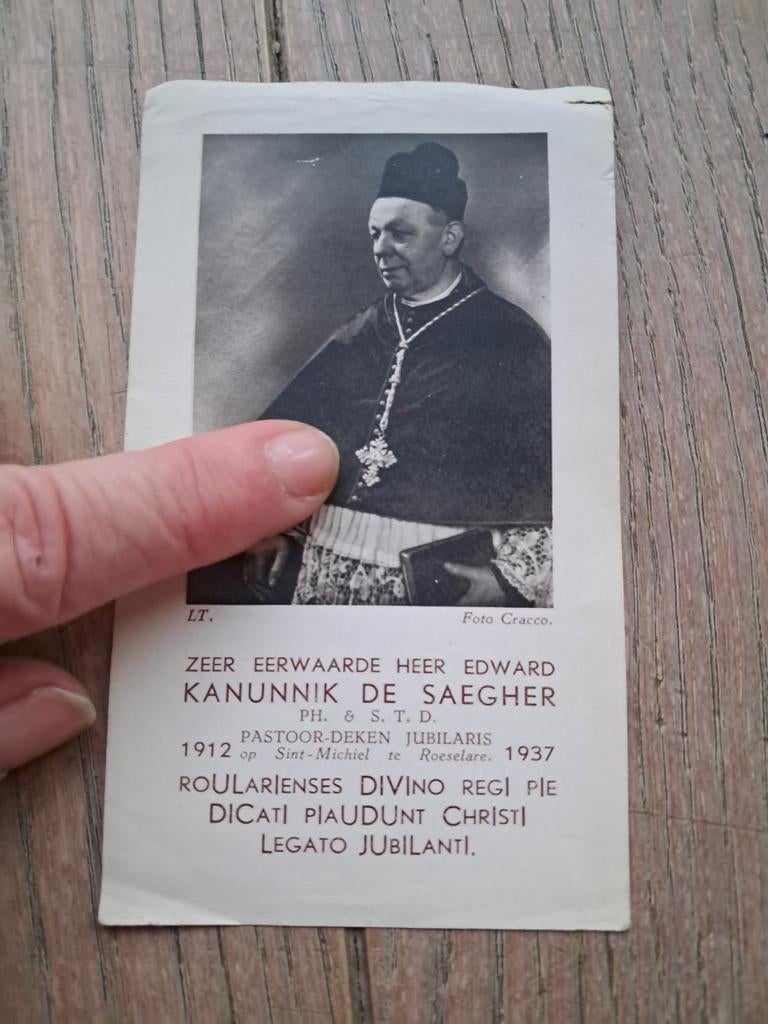 LT. Foto Cracco.
ZEER EERWAARDE HEER EDWARD
KANUNNIK DE SAEGHER
PH. & S. T. D.
PASTOOR-DEKEN JUBILARIS
1912 op Sint-Michiel te Roeselare. 1937
ROULARIENSES DIVINO REGI PIE
DICATI PLAUDUNT CHRISTI
LEGATO JUBILANTI.